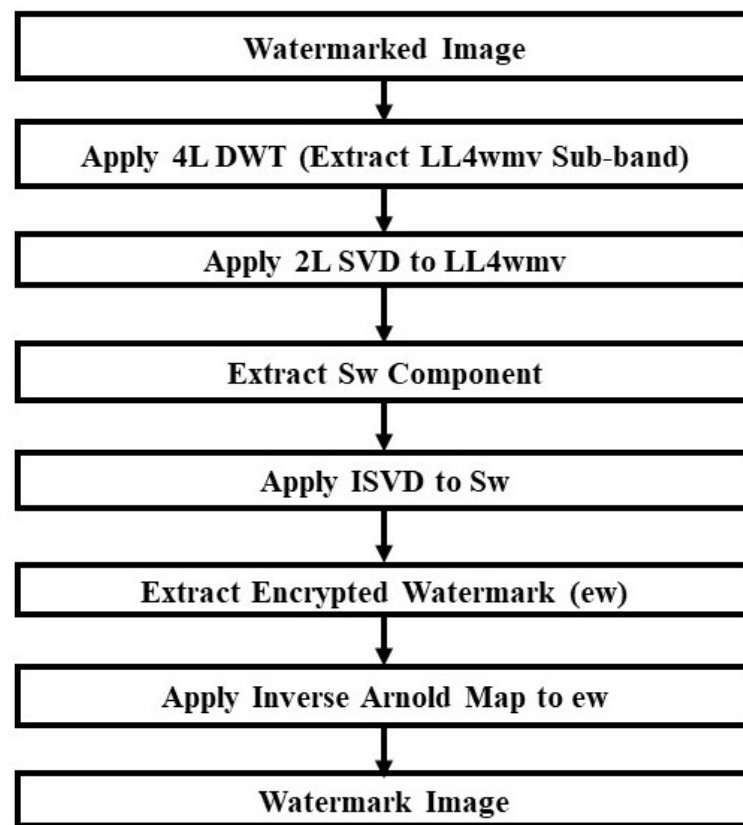 Watermarked Image
Apply 4L DWT (Extract LL4wmv Sub-band)
Apply 2L SVD to LL4wmv
Extract Sw Component
Apply ISVD to Sw
Extract Encrypted Watermark (ew)
Apply Inverse Arnold Map to ew
Watermark Image